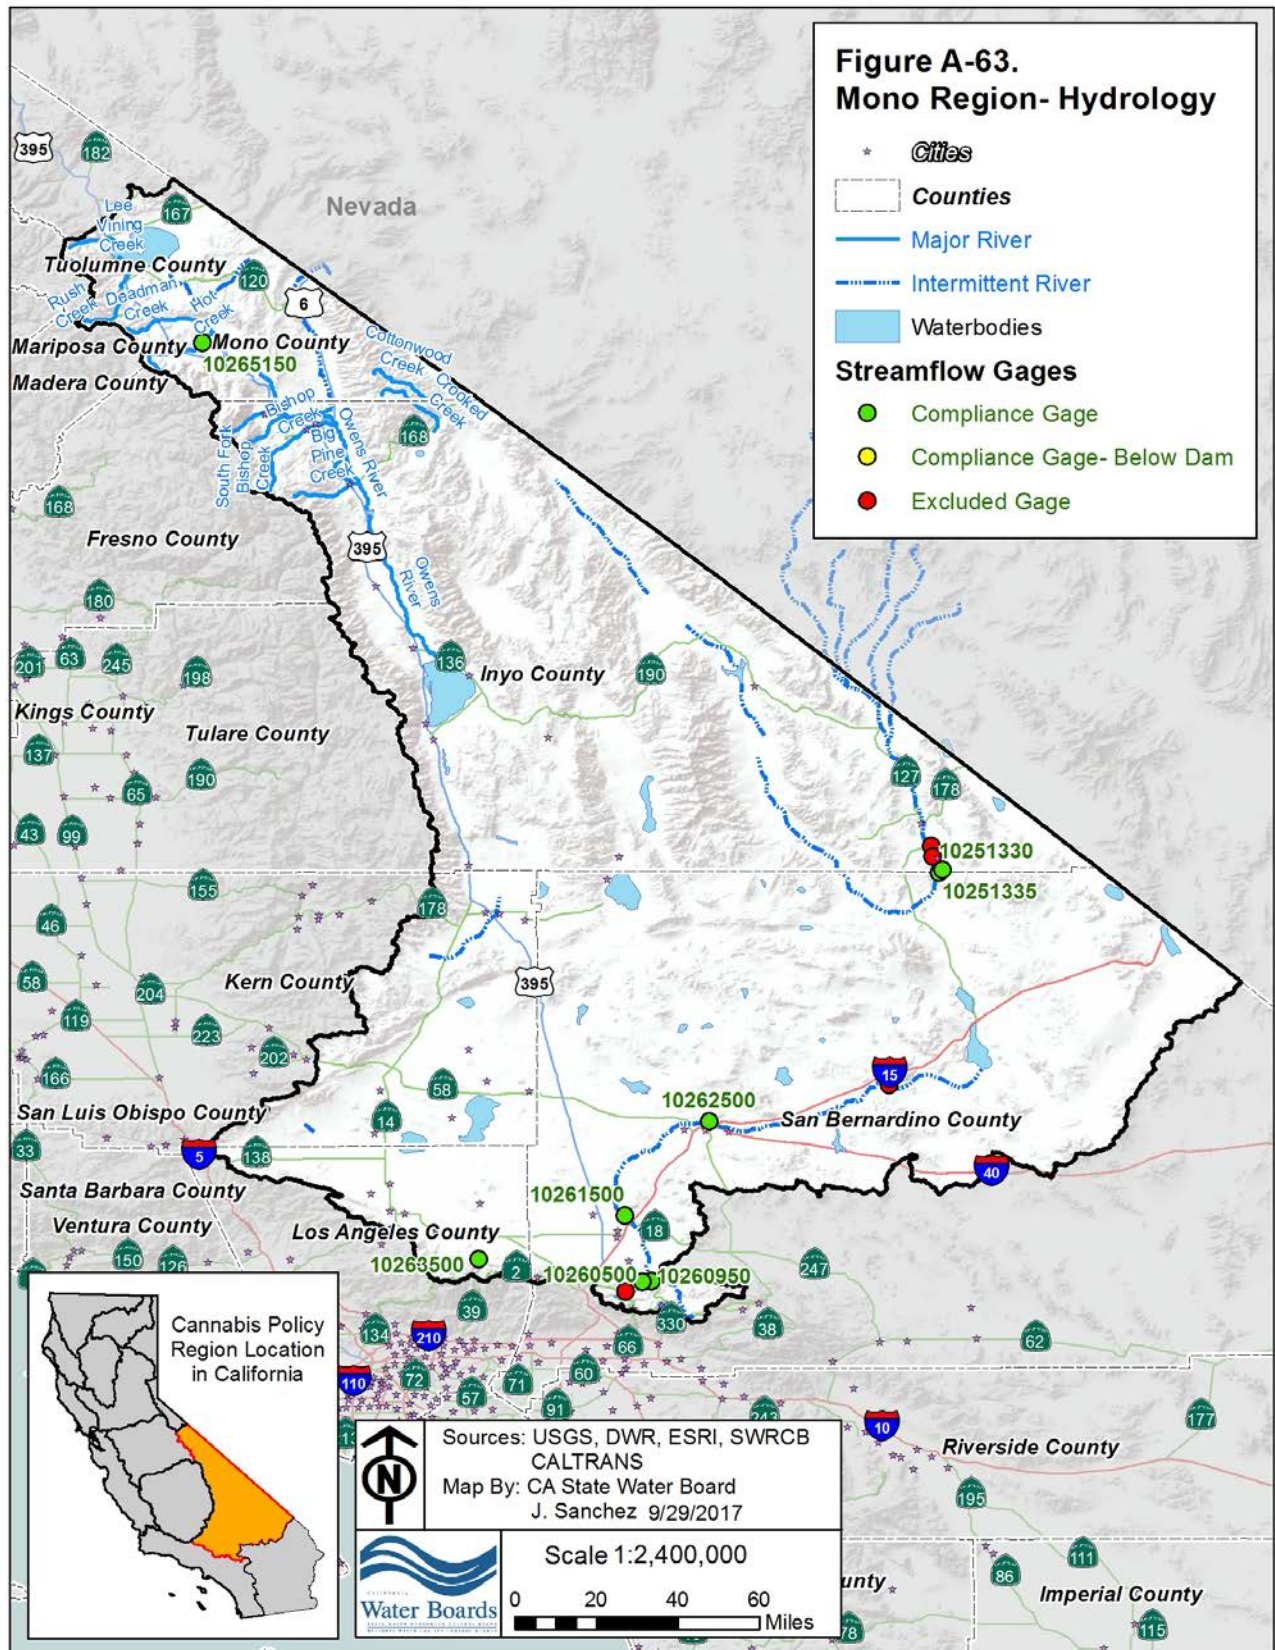 Figure A-63.
Mono Region- Hydrology
Cities
Counties
Major River
Intermittent River
Waterbodies
Streamflow Gages
Compliance Gage
Compliance Gage- Below Dam
Excluded Gage
395
182
167
Nevada
Lee
Vining
Creek
Tuolumne County
120
6
Rush
Creek
Deadman
Creek
Hot
Creek
Mariposa County
Mono County
10265150
Madera County
Cottonwood
Creek
Crooked
Creek
Bishop
Creek
Big
Pine
Creek
Owens River
South Fork
Bishop
Creek
168
168
Fresno County
395
Owens
River
180
201
63
245
198
136
Inyo County
190
Kings County
Tulare County
137
190
65
127
178
43
99
10251330
10251335
155
178
46
Kern County
395
58
204
119
223
202
166
58
15
San Luis Obispo County
14
10262500
San Bernardino County
33
5
138
40
Santa Barbara County
10261500
Ventura County
Los Angeles County
18
150
126
10263500
2
10260500
10260950
247
39
330
38
134
210
66
62
110
72
57
71
60
91
243
10
177
Riverside County
195
111
86
Imperial County
115
unty
78
Cannabis Policy
Region Location
in California
N
Sources: USGS, DWR, ESRI, SWRCB
CALTRANS
Map By: CA State Water Board
J. Sanchez 9/29/2017
CALIFORNIA
Water Boards
Scale 1:2,400,000
0 20 40 60
Miles